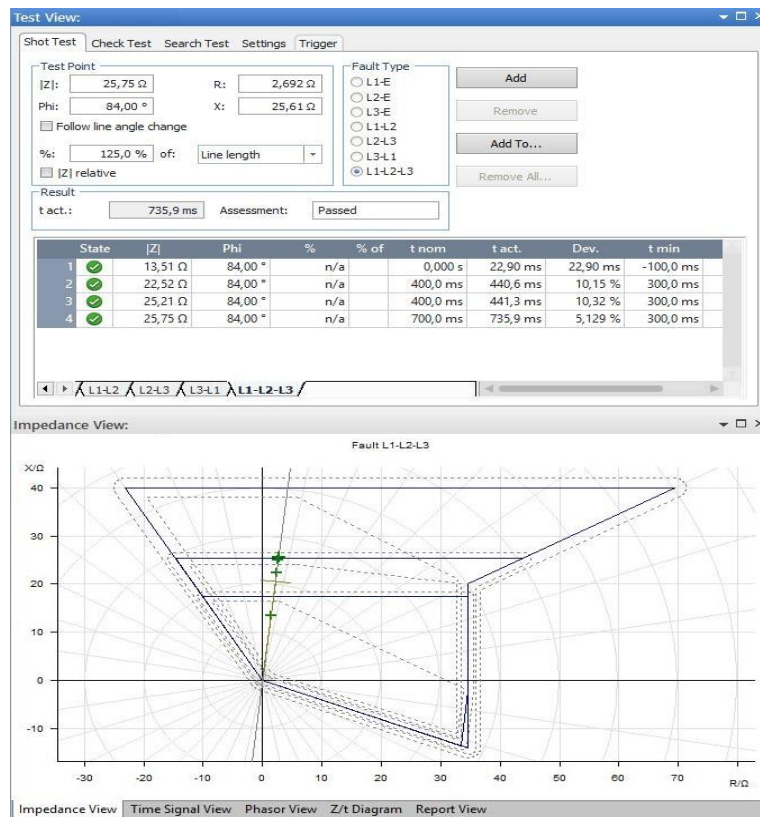 Test View:
Shot Test Check Test Search Test Settings Trigger
Test Point
|Z|: 25,75 Ω R: 2,692 Ω
Phi: 84,00 ° X: 25,61 Ω
Follow line angle change
%: 125,0 % of: Line length
|Z| relative
Fault Type
L1-E
L2-E
L3-E
L1-L2
L2-L3
L3-L1
L1-L2-L3
Add
Remove
Add To...
Remove All...
Result
t act.: 735,9 ms Assessment: Passed
State |Z| Phi % % of t nom t act. Dev. t min
1 13,51 Ω 84,00 ° n/a 0,000 s 22,90 ms 22,90 ms -100,0 ms
2 22,52 Ω 84,00 ° n/a 400,0 ms 440,6 ms 10,15 % 300,0 ms
3 25,21 Ω 84,00 ° n/a 400,0 ms 441,3 ms 10,32 % 300,0 ms
4 25,75 Ω 84,00 ° n/a 700,0 ms 735,9 ms 5,129 % 300,0 ms
L1-L2 L2-L3 L3-L1 L1-L2-L3
Impedance View:
Fault L1-L2-L3
X/Ω
40
30
20
10
0
-10
-30 -20 -10 0 10 20 30 40 50 60 70
R/Ω
Impedance View Time Signal View Phasor View Z/t Diagram Report View